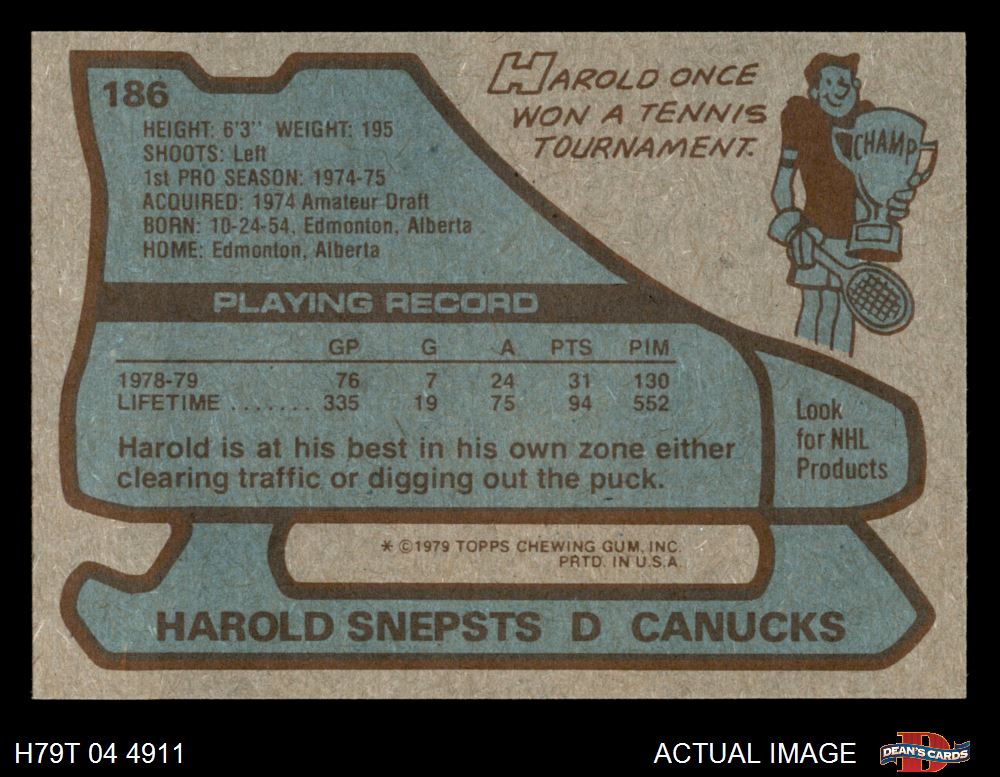 186
HEIGHT: 6'3" WEIGHT: 195
SHOOTS: Left
1st PRO SEASON: 1974-75
ACQUIRED: 1974 Amateur Draft
BORN: 10-24-54, Edmonton, Alberta
HOME: Edmonton, Alberta
HAROLD ONCE
WON A TENNIS
TOURNAMENT.
CHAMP
PLAYING RECORD
GP G A PTS PIM
1978-79 76 7 24 31 130
LIFETIME ....... 335 19 75 94 552
Harold is at his best in his own zone either
clearing traffic or digging out the puck.
Look
for NHL
Products
* ©1979 TOPPS CHEWING GUM, INC.
PRTD. IN U.S.A.
HAROLD SNEPSTS D CANUCKS
H79T 04 4911
ACTUAL IMAGE
D
DEAN'S CARDS